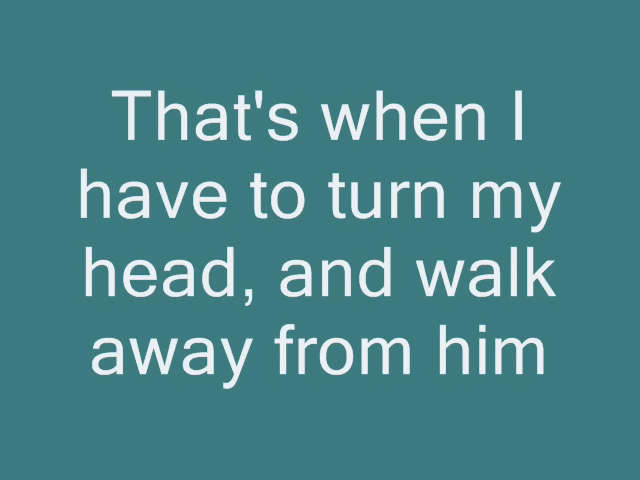 That's when I
have to turn my
head, and walk
away from him